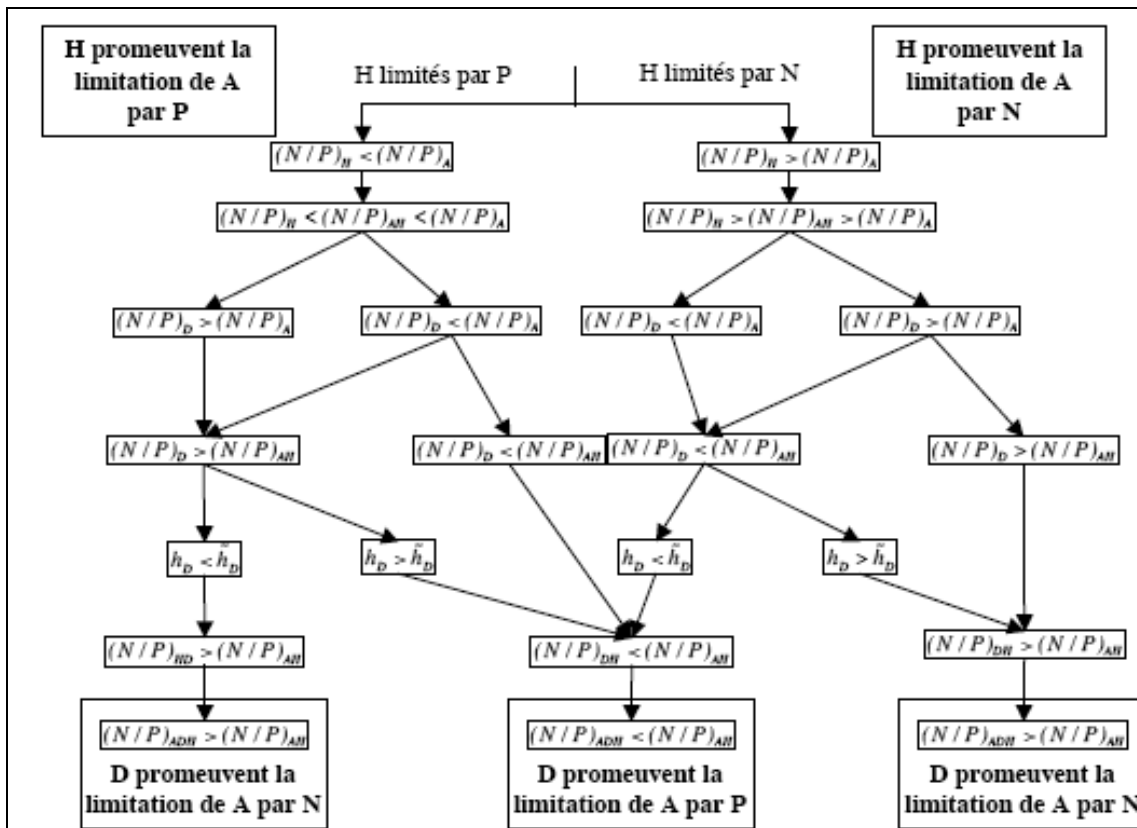 H promeuvent la
limitation de A
par P
H limités par P
H limités par N
H promeuvent la
limitation de A
par N
(N / P)_H < (N / P)_A
(N / P)_H > (N / P)_A
(N / P)_H < (N / P)_AH < (N / P)_A
(N / P)_H > (N / P)_AH > (N / P)_A
(N / P)_D > (N / P)_A
(N / P)_D < (N / P)_A
(N / P)_D < (N / P)_A
(N / P)_D > (N / P)_A
(N / P)_D > (N / P)_AH
(N / P)_D < (N / P)_AH
(N / P)_D < (N / P)_AH
(N / P)_D > (N / P)_AH
h_D < h̃_D
h_D > h̃_D
h_D < h̃_D
h_D > h̃_D
(N / P)_HD > (N / P)_AH
(N / P)_DH < (N / P)_AH
(N / P)_DH > (N / P)_AH
(N / P)_ADH > (N / P)_AH
D promeuvent la
limitation de A par N
(N / P)_ADH < (N / P)_AH
D promeuvent la
limitation de A par P
(N / P)_ADH > (N / P)_AH
D promeuvent la
limitation de A par N